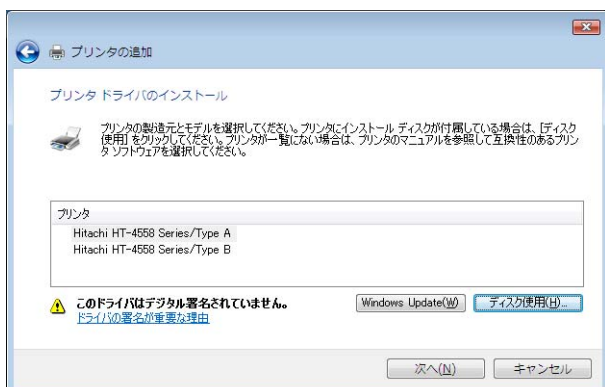 プリンタの追加
プリンタ ドライバのインストール
プリンタの製造元とモデルを選択してください。プリンタにインストール ディスクが付属している場合は、[ディスク
使用] をクリックしてください。プリンタが一覧にない場合は、プリンタのマニュアルを参照して互換性のあるプリン
タ ソフトウェアを選択してください。
プリンタ
Hitachi HT-4558 Series/Type A
Hitachi HT-4558 Series/Type B
このドライバはデジタル署名されていません。
ドライバの署名が重要な理由
Windows Update(W)
ディスク使用(H)...
次へ(N)
キャンセル